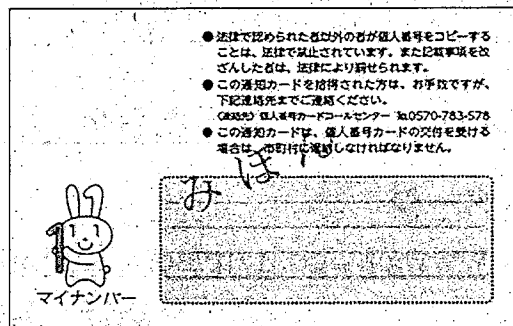 ●法律で認められた者以外の者が個人番号をコピーする
ことは、法律で禁止されています。また記載事項を改
ざんした者は、法律により罰せられます。
●この通知カードを拾得された方は、お手数ですが、
下記連絡先までご連絡ください。
(連絡先) 個人番号カードコールセンター ℡0570-783-578
●この通知カードは、個人番号カードの交付を受ける
場合は、市町村に返納しなければなりません。
みほん
マイナンバー